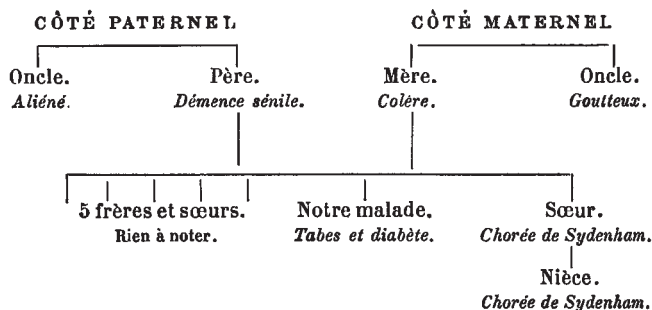 CÔTÉ PATERNEL CÔTÉ MATERNEL
Oncle. Père. Mère. Oncle.
Aliéné. Démence sénile. Colère. Goutteux.
5 frères et sœurs. Notre malade. Sœur.
Rien à noter. Tabes et diabète. Chorée de Sydenham.
Nièce.
Chorée de Sydenham.